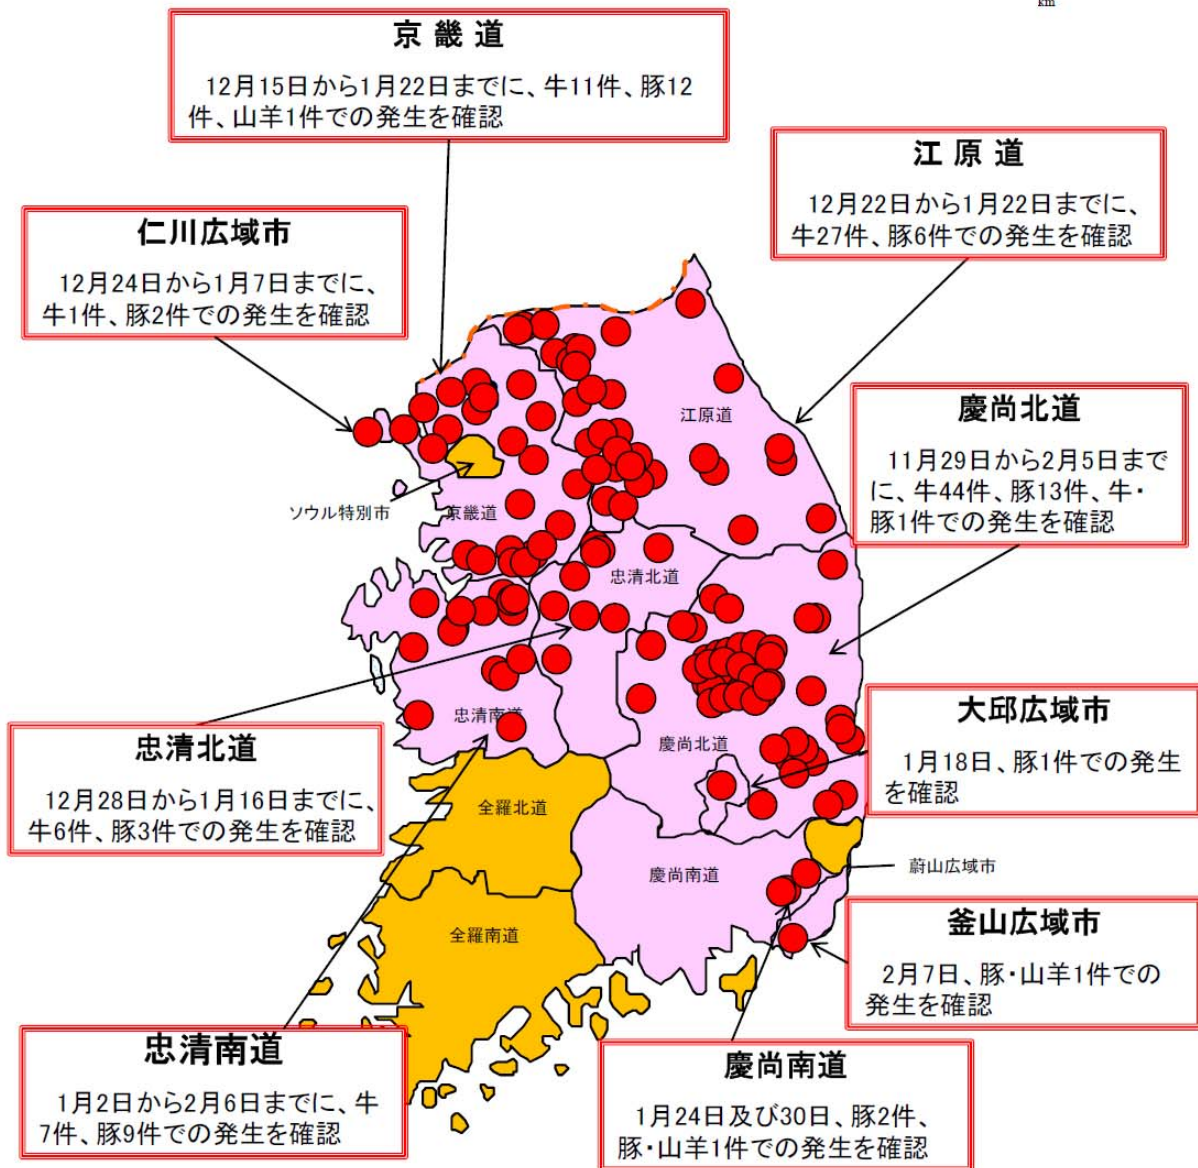 km
京 畿 道
12月15日から1月22日までに、牛11件、豚12
件、山羊1件での発生を確認
江 原 道
12月22日から1月22日までに、
牛27件、豚6件での発生を確認
仁川広域市
12月24日から1月7日までに、
牛1件、豚2件での発生を確認
慶尚北道
11月29日から2月5日まで
に、牛44件、豚13件、牛・
豚1件での発生を確認
江原道
ソウル特別市
京畿道
忠清北道
忠清南道
慶尚北道
大邱広域市
1月18日、豚1件での発生
を確認
忠清北道
12月28日から1月16日までに、
牛6件、豚3件での発生を確認
全羅北道
慶尚南道
蔚山広域市
全羅南道
釜山広域市
2月7日、豚・山羊1件での
発生を確認
忠清南道
1月2日から2月6日までに、牛
7件、豚9件での発生を確認
慶尚南道
1月24日及び30日、豚2件、
豚・山羊1件での発生を確認